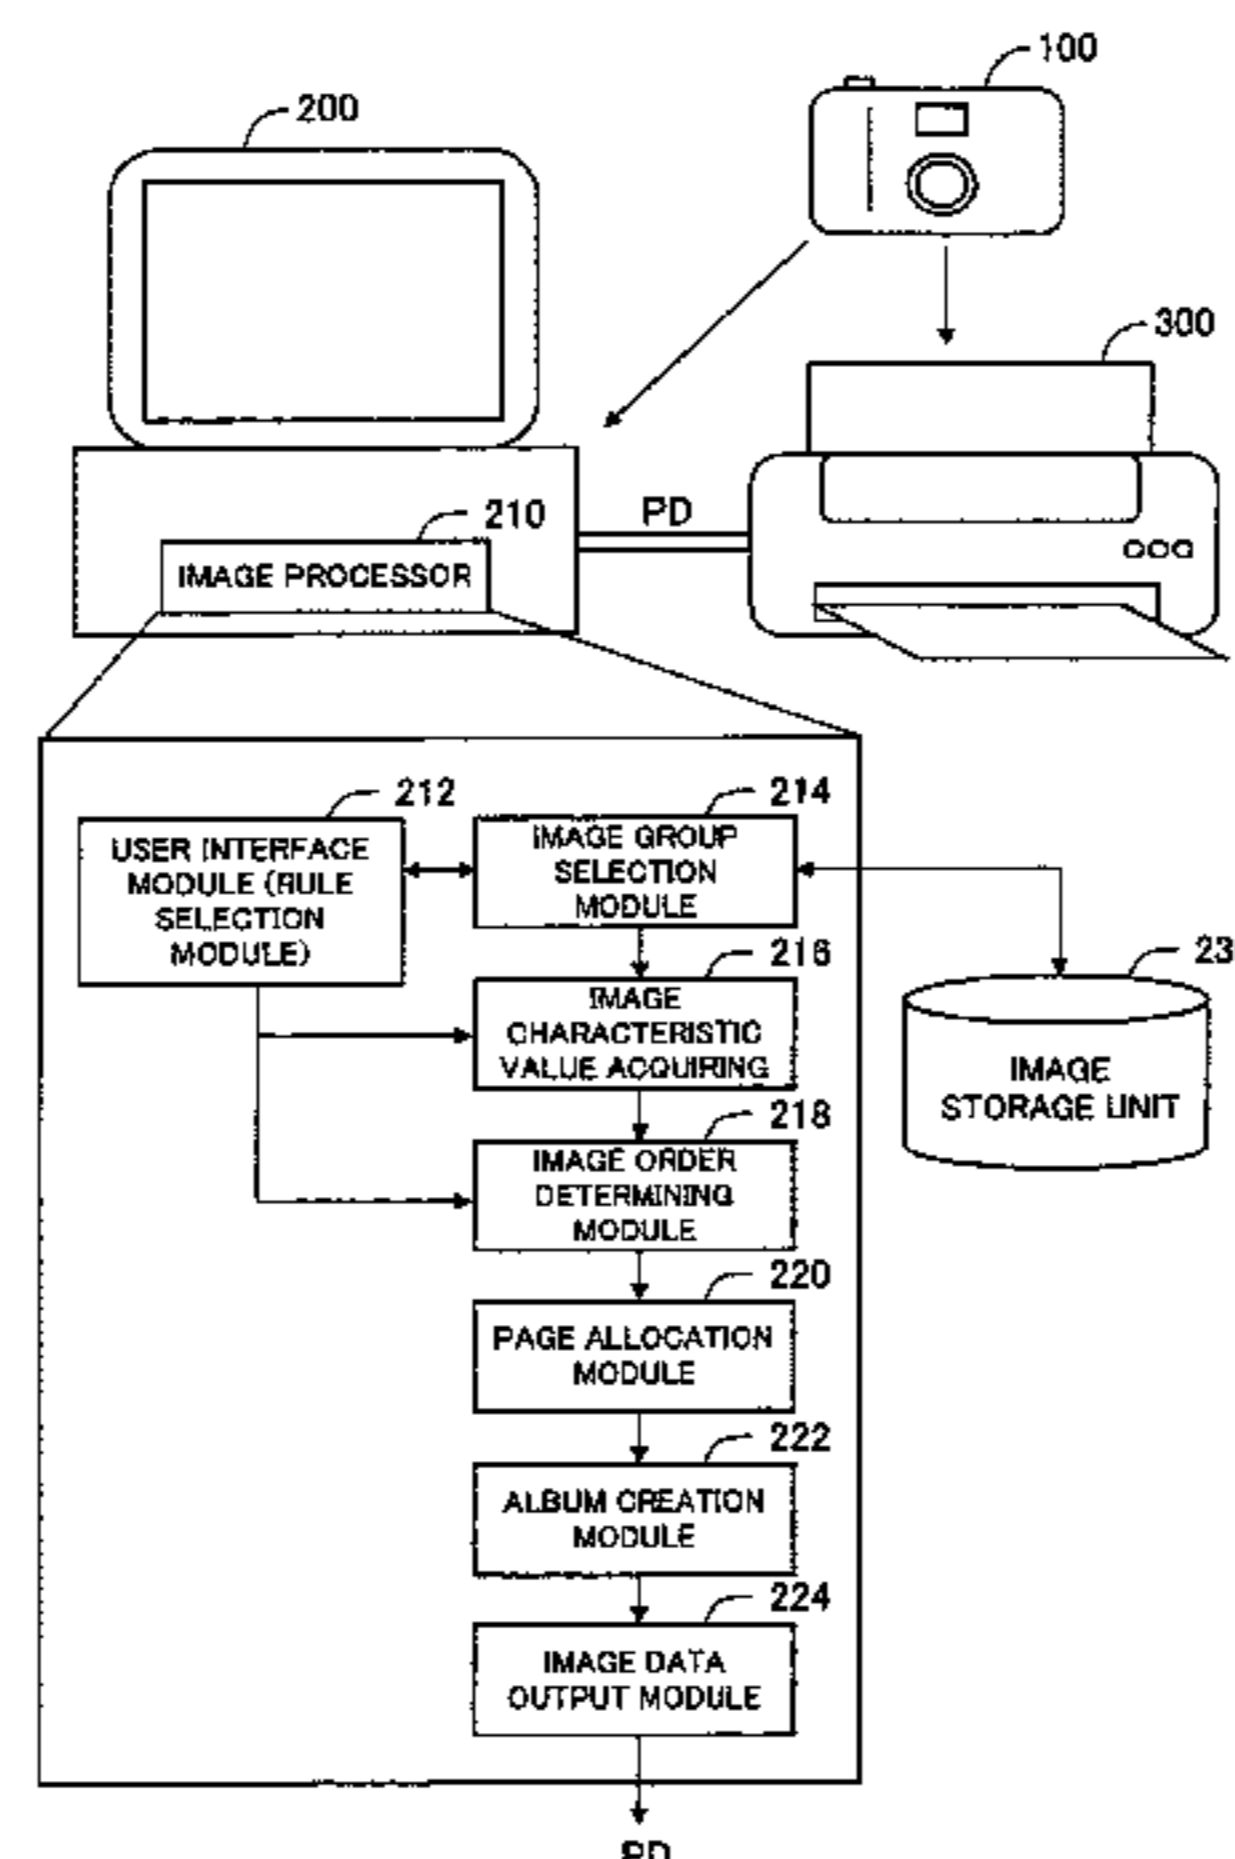 100
200
300
PD
210
IMAGE PROCESSOR
212
214
USER INTERFACE
MODULE (RULE
SELECTION
MODULE)
IMAGE GROUP
SELECTION
MODULE
216
23
IMAGE
CHARACTERISTIC
VALUE ACQUIRING
IMAGE
STORAGE UNIT
218
IMAGE ORDER
DETERMINING
MODULE
220
PAGE ALLOCATION
MODULE
222
ALBUM CREATION
MODULE
224
IMAGE DATA
OUTPUT MODULE
PD